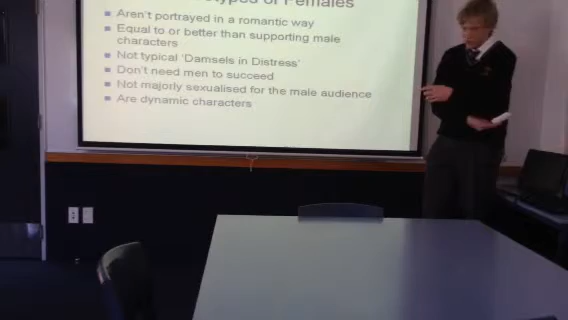 of Females
Aren't portrayed in a romantic way
Equal to or better than supporting male
characters
Not typical 'Damsels in Distress'
Don't need men to succeed
Not majorly sexualised for the male audience
Are dynamic characters